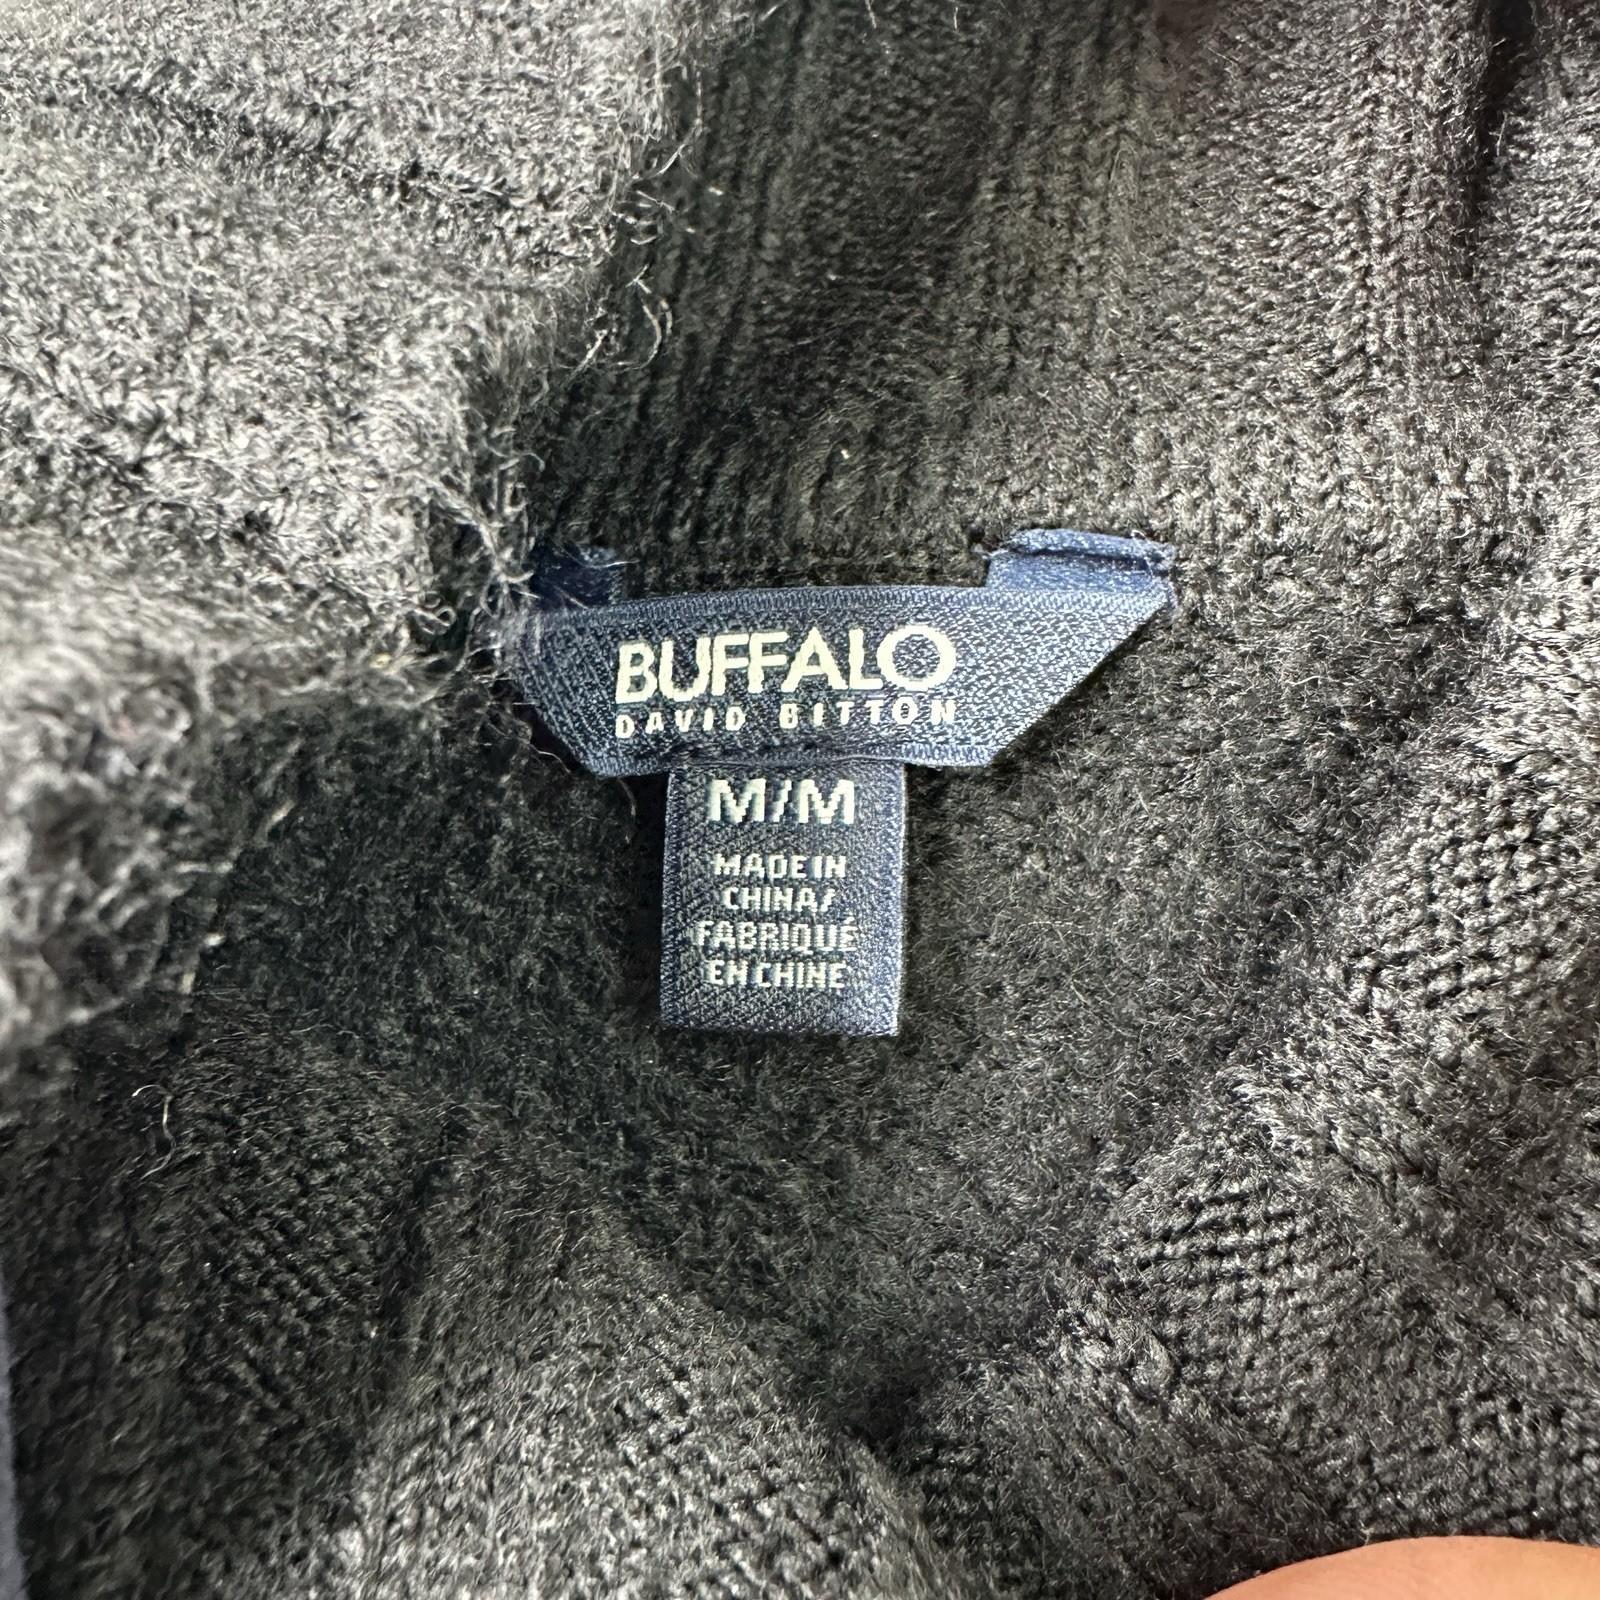 BUFFALO
DAVID BITTON
M/M
MADE IN
CHINA/
FABRIQUÉ
EN CHINE